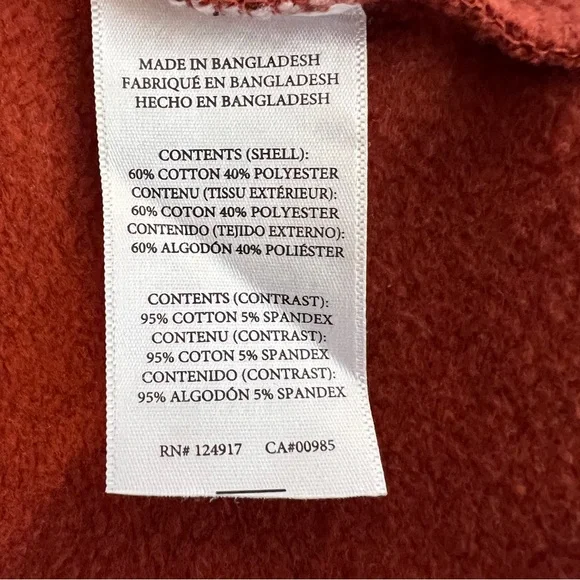 MADE IN BANGLADESH
FABRIQUÉ EN BANGLADESH
HECHO EN BANGLADESH
CONTENTS (SHELL):
60% COTTON 40% POLYESTER
CONTENU (TISSU EXTÉRIEUR):
60% COTON 40% POLYESTER
CONTENIDO (TEJIDO EXTERNO):
60% ALGODÓN 40% POLIÉSTER
CONTENTS (CONTRAST):
95% COTTON 5% SPANDEX
CONTENU (CONTRAST):
95% COTON 5% SPANDEX
CONTENIDO (CONTRAST):
95% ALGODÓN 5% SPANDEX
RN# 124917 CA#00985